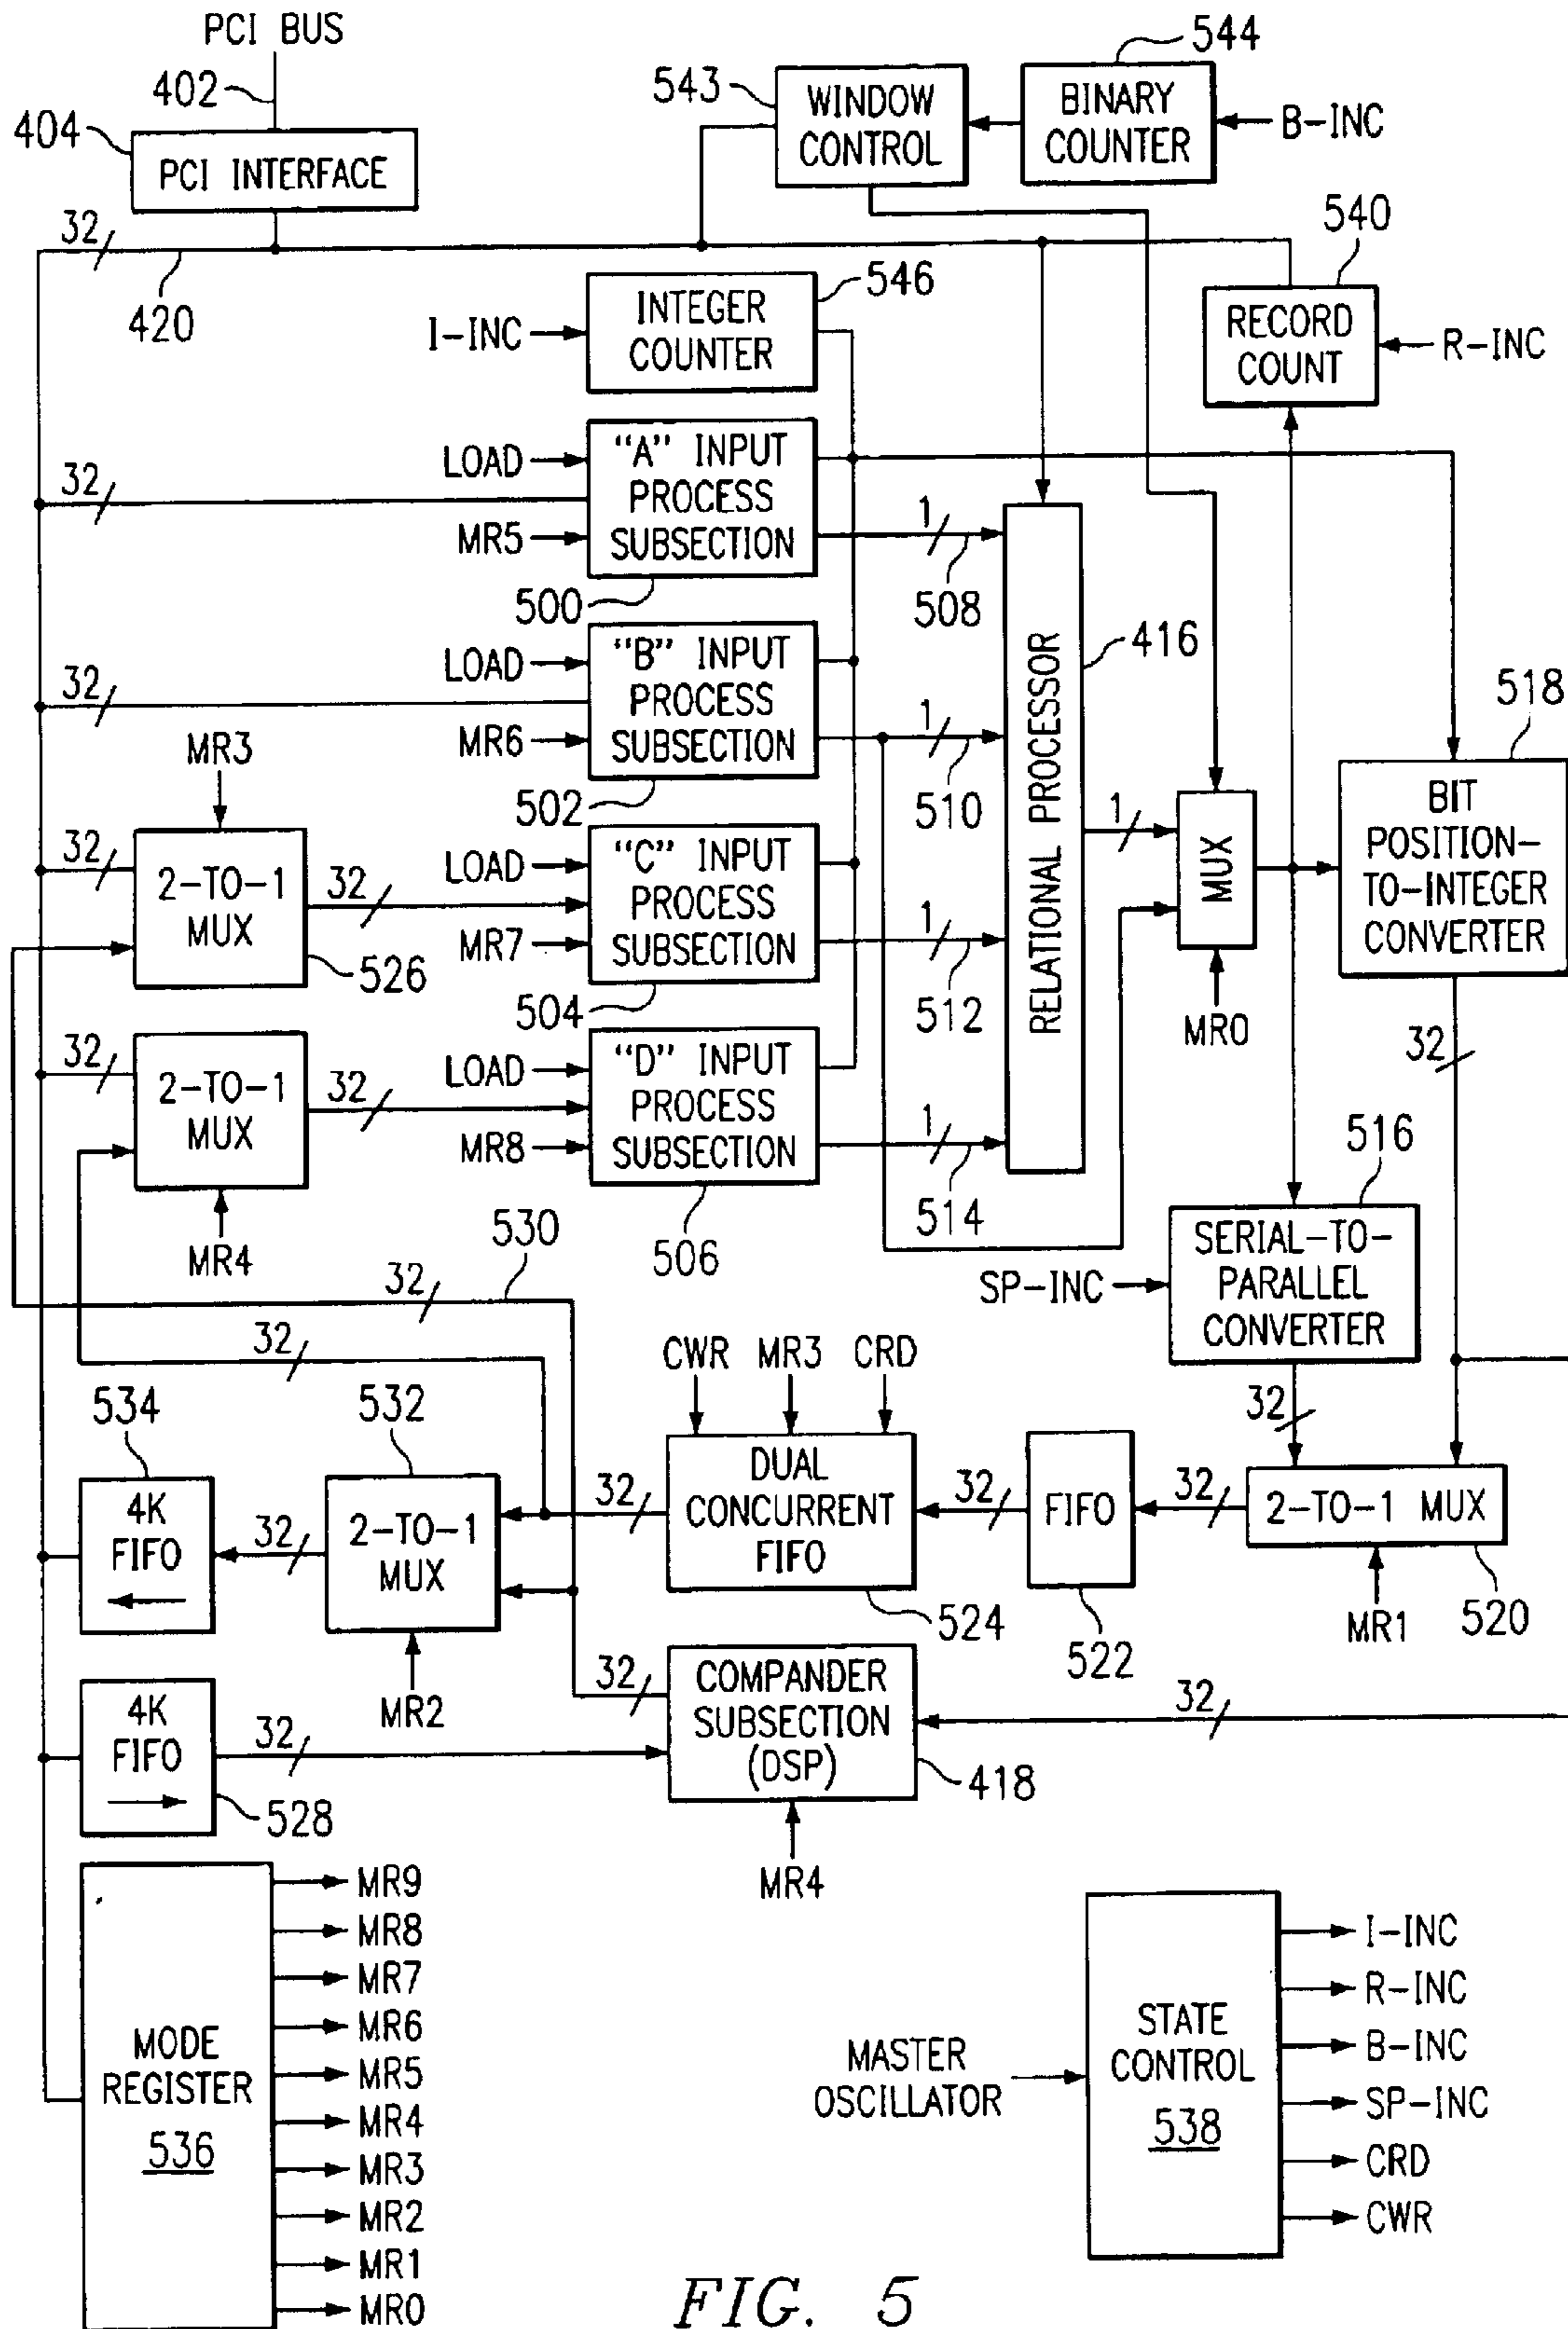 PCI BUS
402
404
PCI INTERFACE
543
WINDOW
CONTROL
544
BINARY
COUNTER
B-INC
32
420
540
RECORD
COUNT
R-INC
546
INTEGER
COUNTER
I-INC
LOAD
32
MR5
"A" INPUT
PROCESS
SUBSECTION
500
1
508
LOAD
32
MR6
"B" INPUT
PROCESS
SUBSECTION
502
1
510
RELATIONAL PROCESSOR
416
518
BIT
POSITION-
TO-INTEGER
CONVERTER
32
MR3
32
2-TO-1
MUX
526
32
LOAD
MR7
"C" INPUT
PROCESS
SUBSECTION
504
1
512
1
MUX
MR0
32
2-TO-1
MUX
MR4
32
LOAD
MR8
"D" INPUT
PROCESS
SUBSECTION
506
1
514
516
SERIAL-TO-
PARALLEL
CONVERTER
SP-INC
32
530
32
32
CWR
MR3
CRD
534
4K
FIFO
32
532
2-TO-1
MUX
MR2
32
DUAL
CONCURRENT
FIFO
524
32
FIFO
522
32
2-TO-1 MUX
520
MR1
4K
FIFO
528
32
32
COMPANDER
SUBSECTION
(DSP)
418
MR4
32
MODE
REGISTER
536
MR9
MR8
MR7
MR6
MR5
MR4
MR3
MR2
MR1
MR0
MASTER
OSCILLATOR
STATE
CONTROL
538
I-INC
R-INC
B-INC
SP-INC
CRD
CWR
FIG. 5